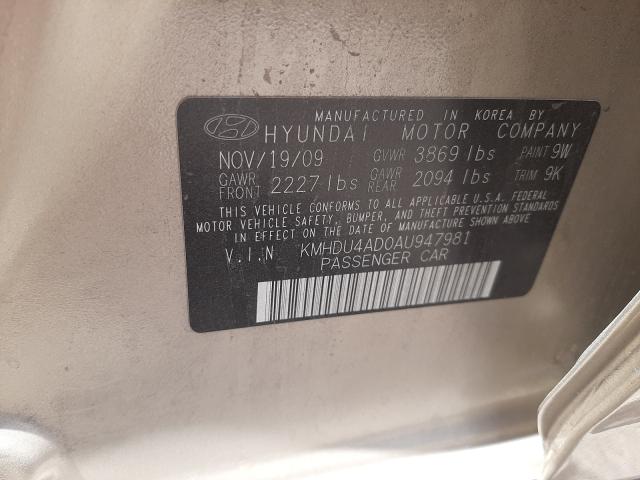 MANUFACTURED IN KOREA BY
HYUNDAI MOTOR COMPANY
NOV/19/09 GVWR 3869 lbs PAINT 9W
GAWR FRONT 2227 lbs GAWR REAR 2094 lbs TRIM 9K
THIS VEHICLE CONFORMS TO ALL APPLICABLE U.S.A. FEDERAL
MOTOR VEHICLE SAFETY, BUMPER, AND THEFT PREVENTION STANDARDS
IN EFFECT ON THE DATE OF MANUFACTURE SHOWN ABOVE
V.I.N KMHDU4AD0AU947981
PASSENGER CAR